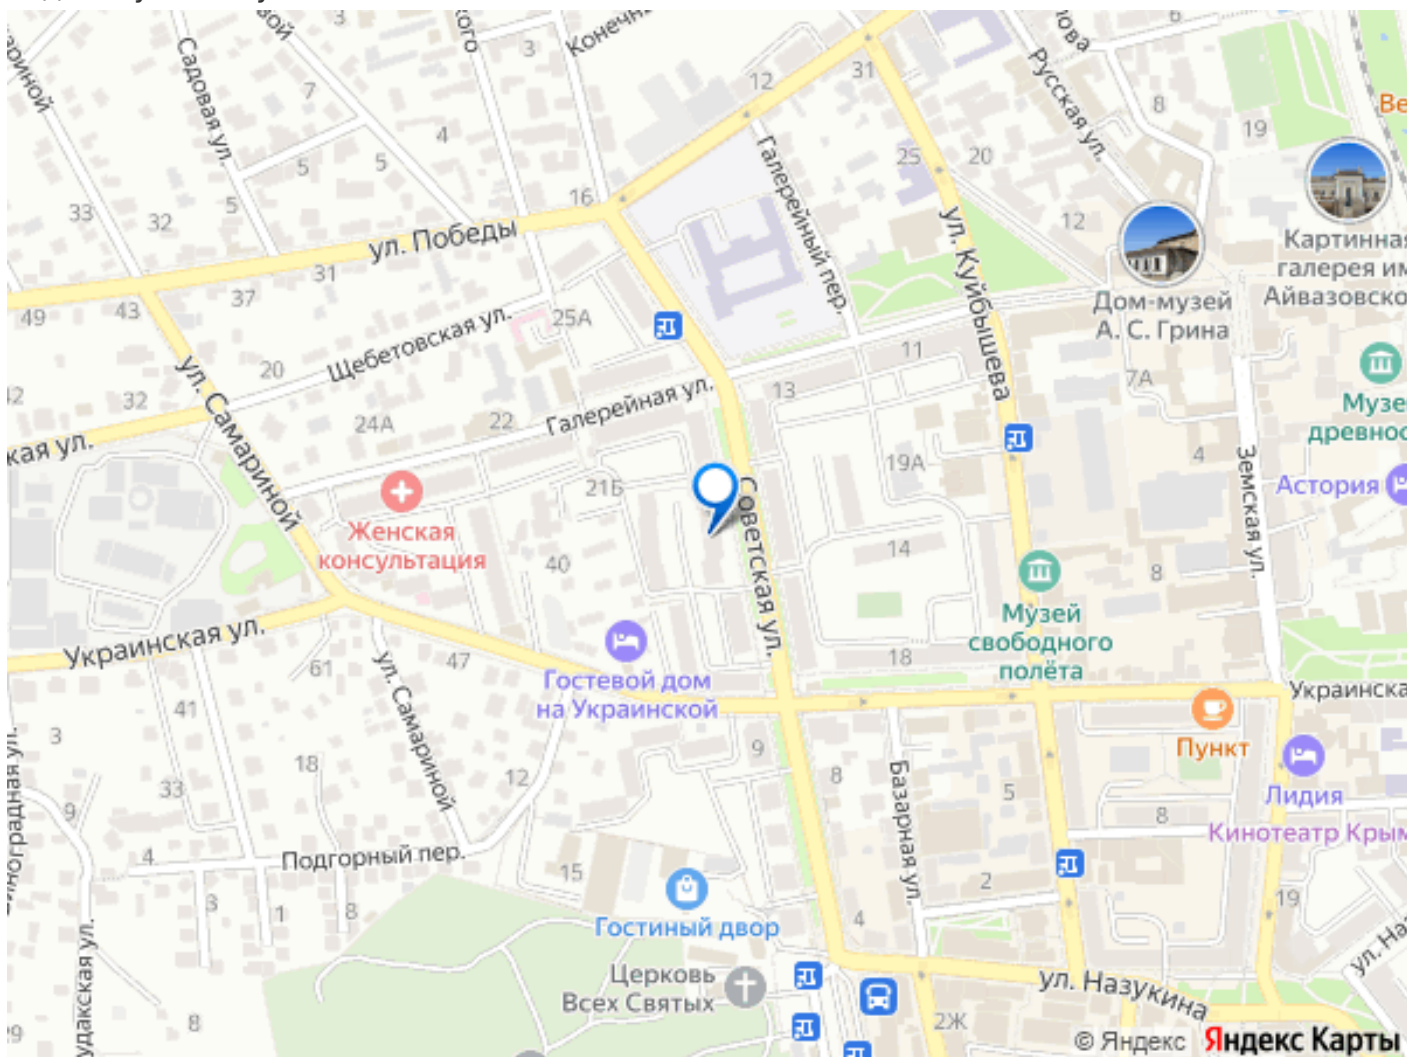 Садовая ул.
3
Русская ул.
12
31
7
4
8
19
Ве
25
20
5
5
5
16
33
32
12
ул. Победы
Галерейный пер.
ул. Куйбышева
Картинная
галерея им
Айвазовско
Дом-музей
А. С. Грина
31
37
43
49
25А
Щебетовская ул.
11
7А
Музе
древнос
20
32
ул. Самариной
24А
22
Галерейная ул.
13
19А
4
Земская ул.
Астория
21Б
Женская
консультация
40
Советская ул.
14
8
Музей
свободного
полёта
Украинская ул.
61
47
ул. Самариной
Гостевой дом
на Украинской
18
Украинска
41
3
18
12
9
8
Базарная ул.
5
Пункт
Лидия
33
9
8
Кинотеатр Крым
4
Подгорный пер.
15
2
3
1
8
19
Гостиный двор
4
Церковь
Всех Святых
ул. Назукина
ул. На
8
2Ж
© Яндекс Яндекс Карты